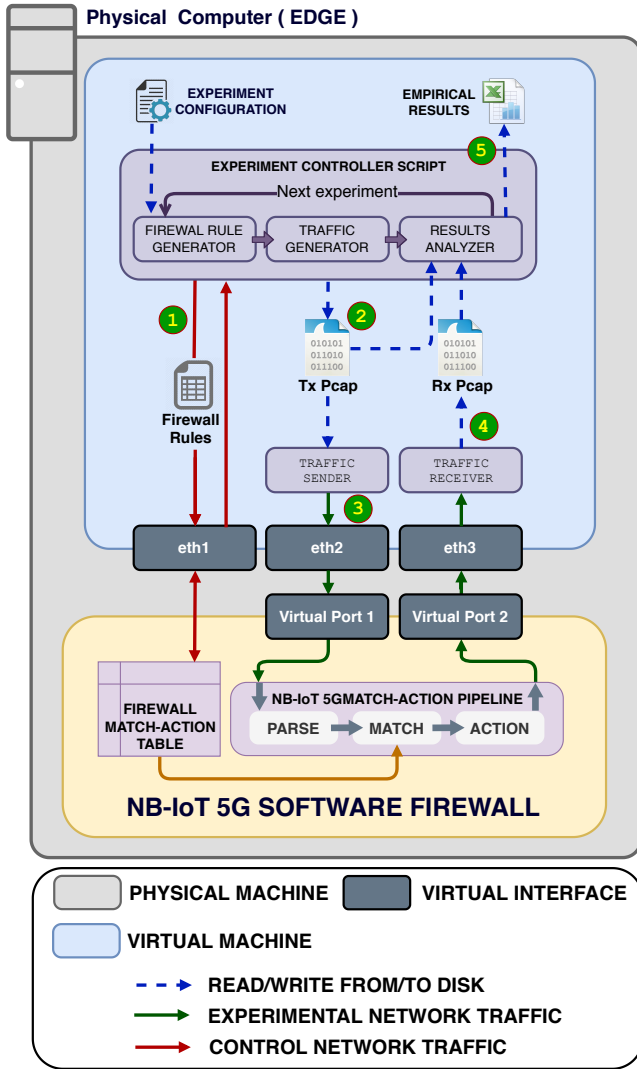 Physical Computer ( EDGE )
EXPERIMENT
CONFIGURATION
EMPIRICAL
RESULTS
5
EXPERIMENT CONTROLLER SCRIPT
Next experiment
FIREWAL RULE
GENERATOR
TRAFFIC
GENERATOR
RESULTS
ANALYZER
1
2
010101
011010
011100
Tx Pcap
010101
011010
011100
Rx Pcap
Firewall
Rules
4
TRAFFIC
SENDER
TRAFFIC
RECEIVER
3
eth1
eth2
eth3
Virtual Port 1
Virtual Port 2
FIREWALL
MATCH-ACTION
TABLE
NB-IoT 5GMATCH-ACTION PIPELINE
PARSE
MATCH
ACTION
NB-IoT 5G SOFTWARE FIREWALL
PHYSICAL MACHINE
VIRTUAL INTERFACE
VIRTUAL MACHINE
READ/WRITE FROM/TO DISK
EXPERIMENTAL NETWORK TRAFFIC
CONTROL NETWORK TRAFFIC